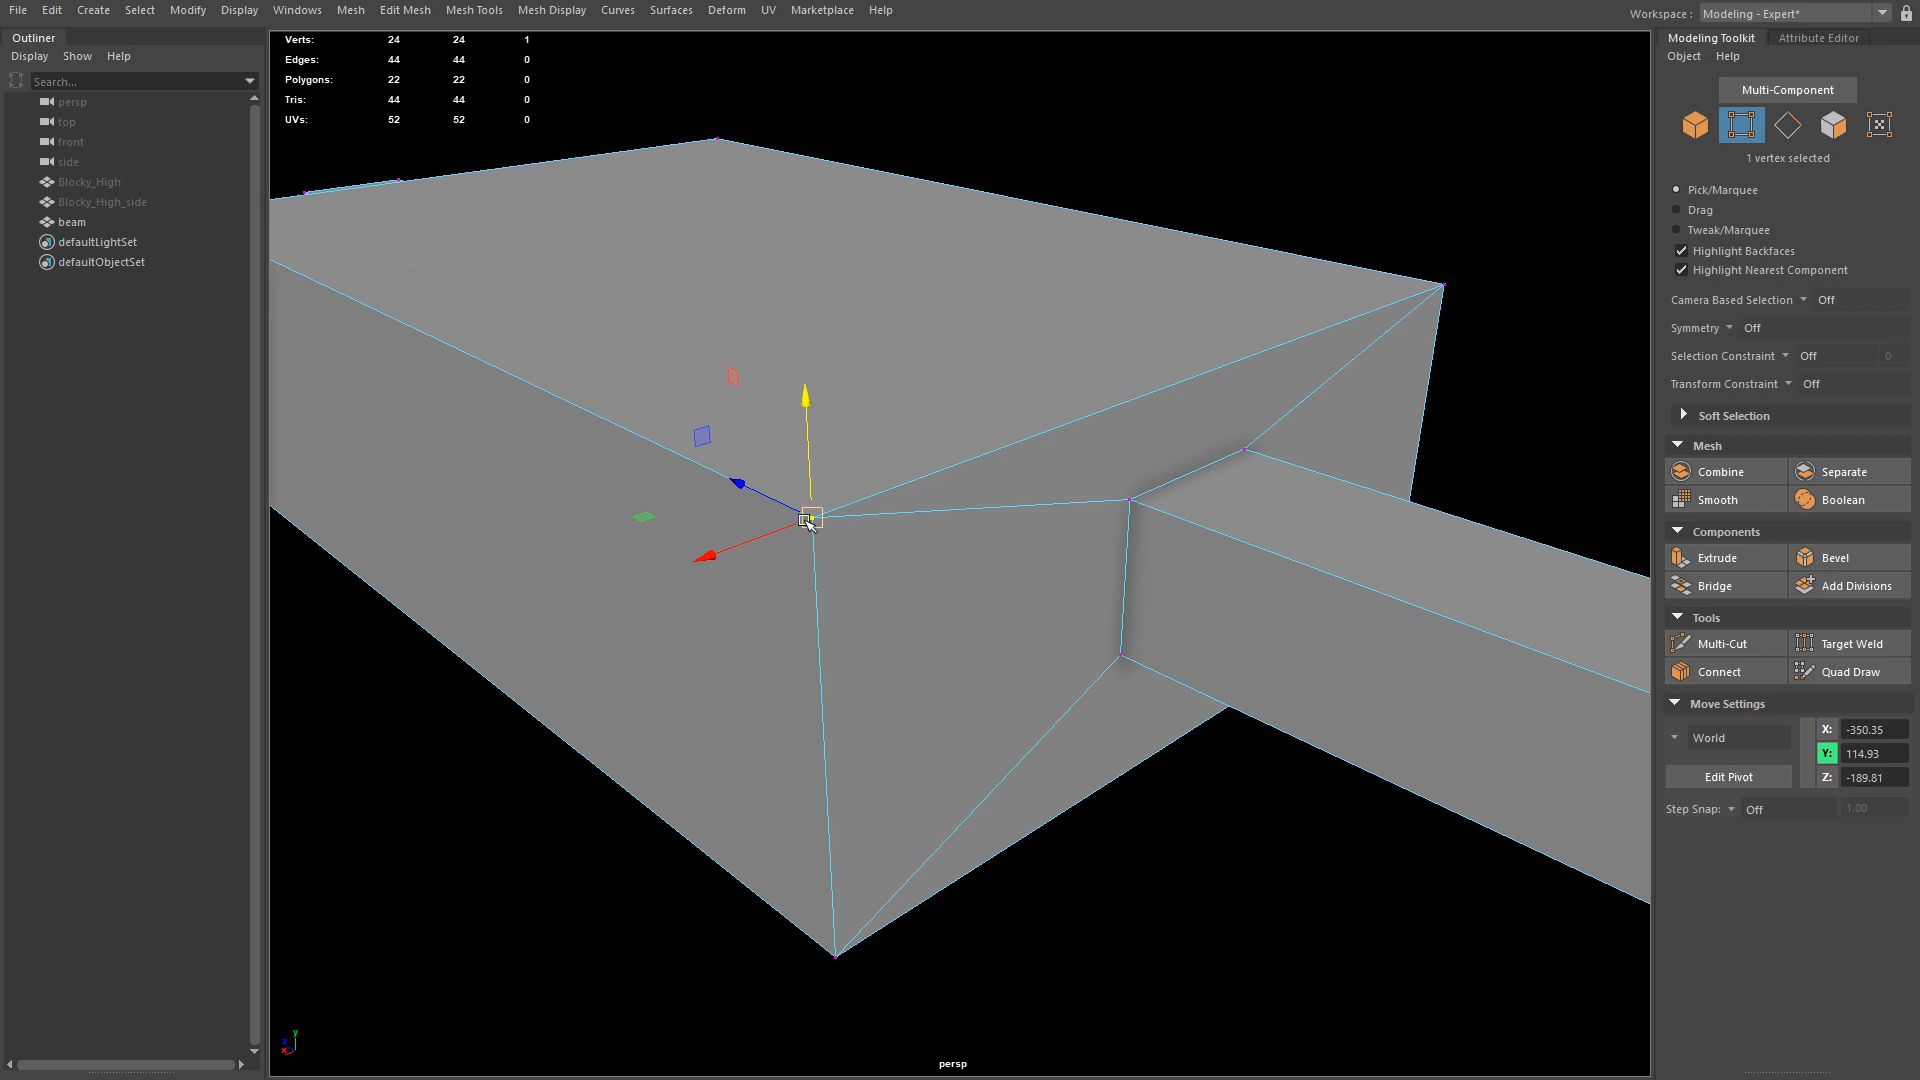 File Edit Create Select Modify Display Windows Mesh Edit Mesh Mesh Tools Mesh Display Curves Surfaces Deform UV Marketplace Help
Workspace : Modeling - Expert*
Outliner
Display Show Help
Search...
persp
top
front
side
Blocky_High
Blocky_High_side
beam
defaultLightSet
defaultObjectSet
Verts: 24 24 1
Edges: 44 44 0
Polygons: 22 22 0
Tris: 44 44 0
UVs: 52 52 0
y
z
x
persp
Modeling Toolkit Attribute Editor
Object Help
Multi-Component
1 vertex selected
Pick/Marquee
Drag
Tweak/Marquee
Highlight Backfaces
Highlight Nearest Component
Camera Based Selection Off
Symmetry Off
Selection Constraint Off 0
Transform Constraint Off
Soft Selection
Mesh
Combine Separate
Smooth Boolean
Components
Extrude Bevel
Bridge Add Divisions
Tools
Multi-Cut Target Weld
Connect Quad Draw
Move Settings
World
Edit Pivot
X: -350.35
Y: 114.93
Z: -189.81
Step Snap: Off 1.00